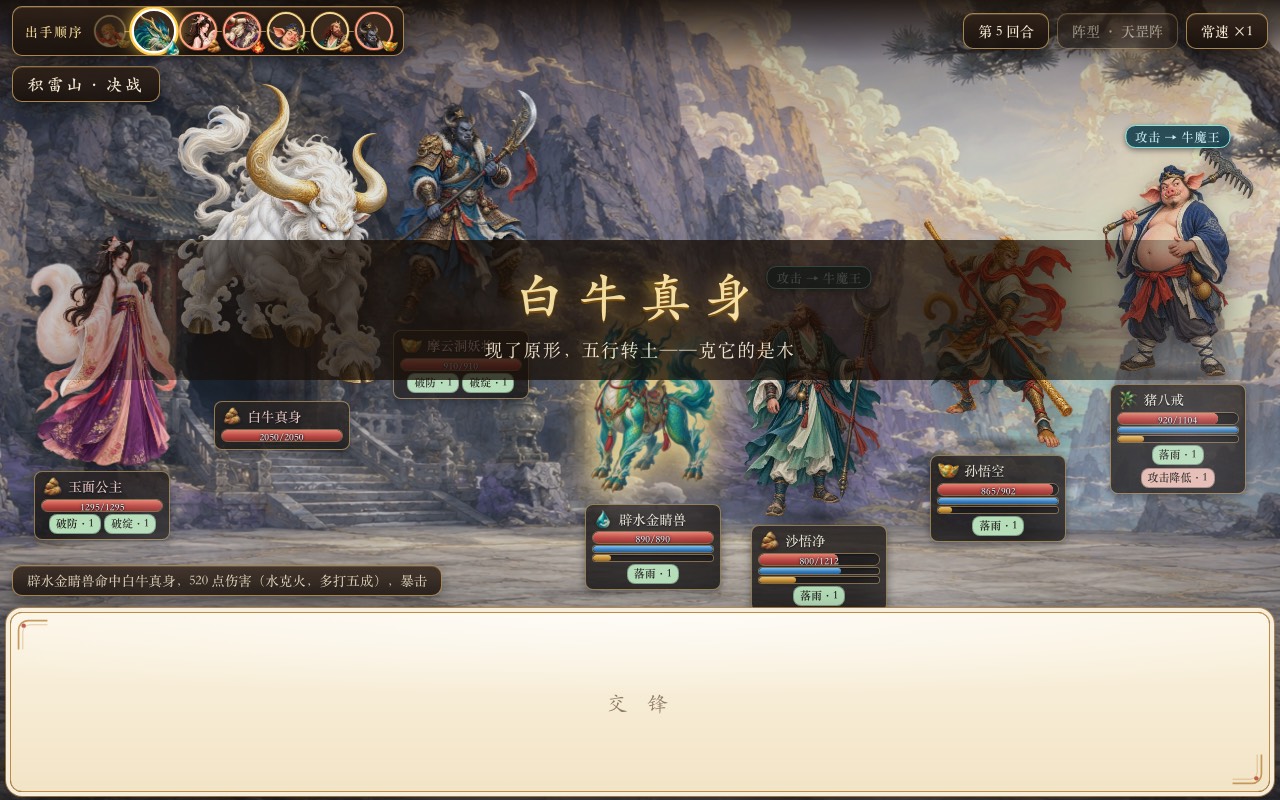 出手顺序
第 5 回合
阵型 · 天罡阵
常速 ×1
积雷山 · 决战
攻击 → 牛魔王
攻击 → 牛魔王
白牛真身
现了原形，五行转土——克它的是木
摩云洞妖
910/910
破防 · 1
破绽 · 1
白牛真身
2050/2050
玉面公主
1295/1295
破防 · 1
破绽 · 1
辟水金睛兽
890/890
落雨 · 1
沙悟净
800/1212
落雨 · 1
孙悟空
865/902
落雨 · 1
猪八戒
920/1104
落雨 · 1
攻击降低 · 1
辟水金睛兽命中白牛真身，520 点伤害（水克火，多打五成），暴击
交锋